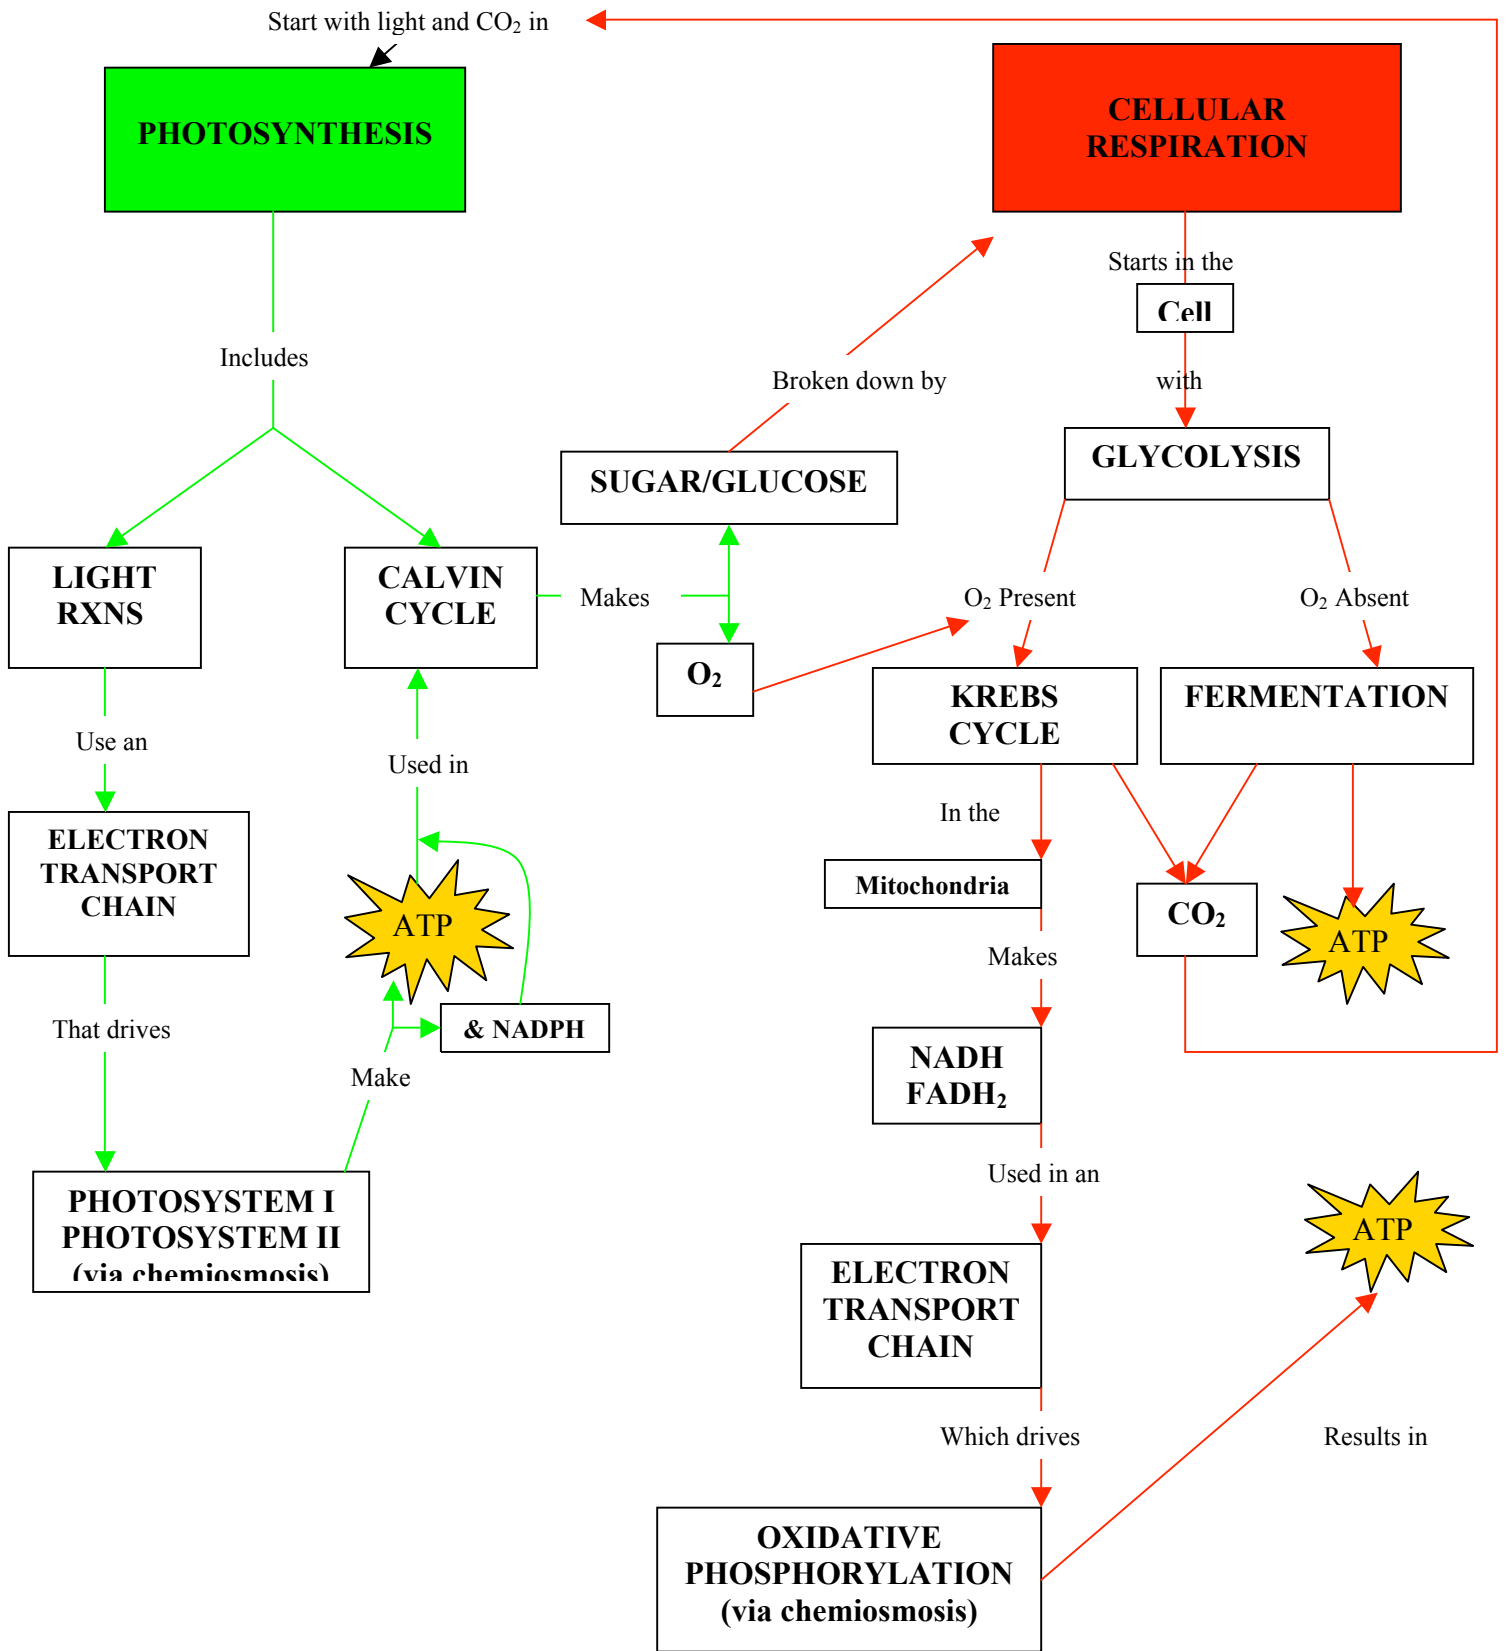 Start with light and CO₂ in
PHOTOSYNTHESIS
CELLULAR
RESPIRATION
Starts in the
Cell
with
Includes
Broken down by
GLYCOLYSIS
SUGAR/GLUCOSE
LIGHT
RXNS
CALVIN
CYCLE
Makes
O₂ Present
O₂ Absent
O₂
KREBS
CYCLE
FERMENTATION
Use an
Used in
In the
ELECTRON
TRANSPORT
CHAIN
ATP
Mitochondria
CO₂
ATP
Makes
& NADPH
That drives
Make
NADH
FADH₂
Used in an
PHOTOSYSTEM I
PHOTOSYSTEM II
(via chemiosmosis)
ATP
ELECTRON
TRANSPORT
CHAIN
Which drives
Results in
OXIDATIVE
PHOSPHORYLATION
(via chemiosmosis)